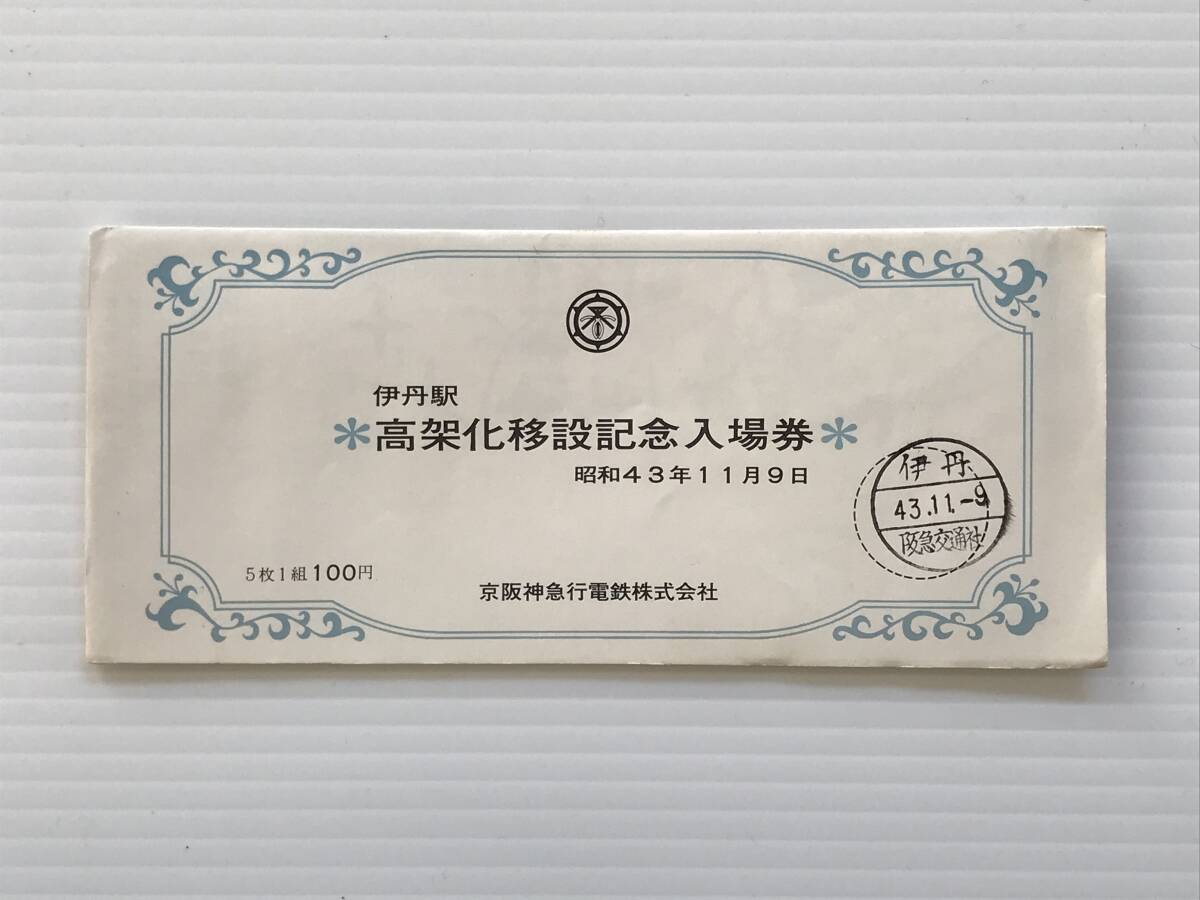 伊丹駅
*高架化移設記念入場券*
昭和43年11月9日
伊丹
43.11.-9
阪急交通社
5枚1組100円
京阪神急行電鉄株式会社